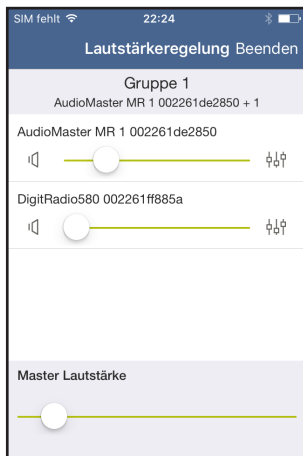 SIM fehlt 22:24
Lautstärkeregelung Beenden
Gruppe 1
AudioMaster MR 1 002261de2850 + 1
AudioMaster MR 1 002261de2850
DigitRadio580 002261ff885a
Master Lautstärke